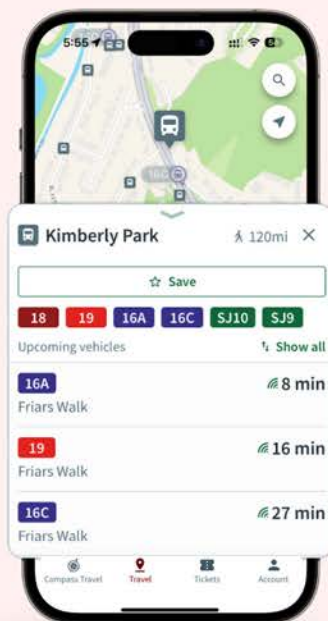 5:55
16C
Kimberly Park
120mi
Save
18 19 16A 16C SJ10 SJ9
Upcoming vehicles
Show all
16A
8 min
Friars Walk
19
16 min
Friars Walk
16C
27 min
Friars Walk
Compass Travel Travel Tickets Account